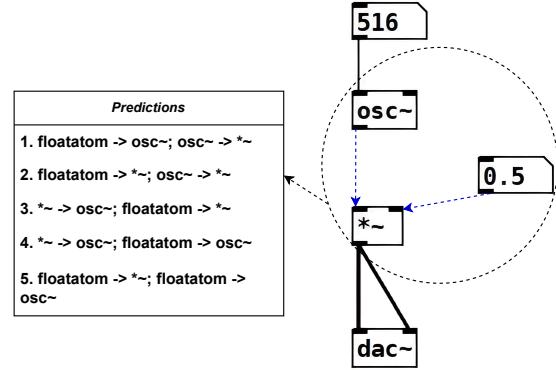 516
osc~
Predictions
1. floatatom -> osc~; osc~ -> *~
2. floatatom -> *~; osc~ -> *~
3. *~ -> osc~; floatatom -> *~
4. *~ -> osc~; floatatom -> osc~
5. floatatom -> *~; floatatom ->
osc~
0.5
*~
dac~